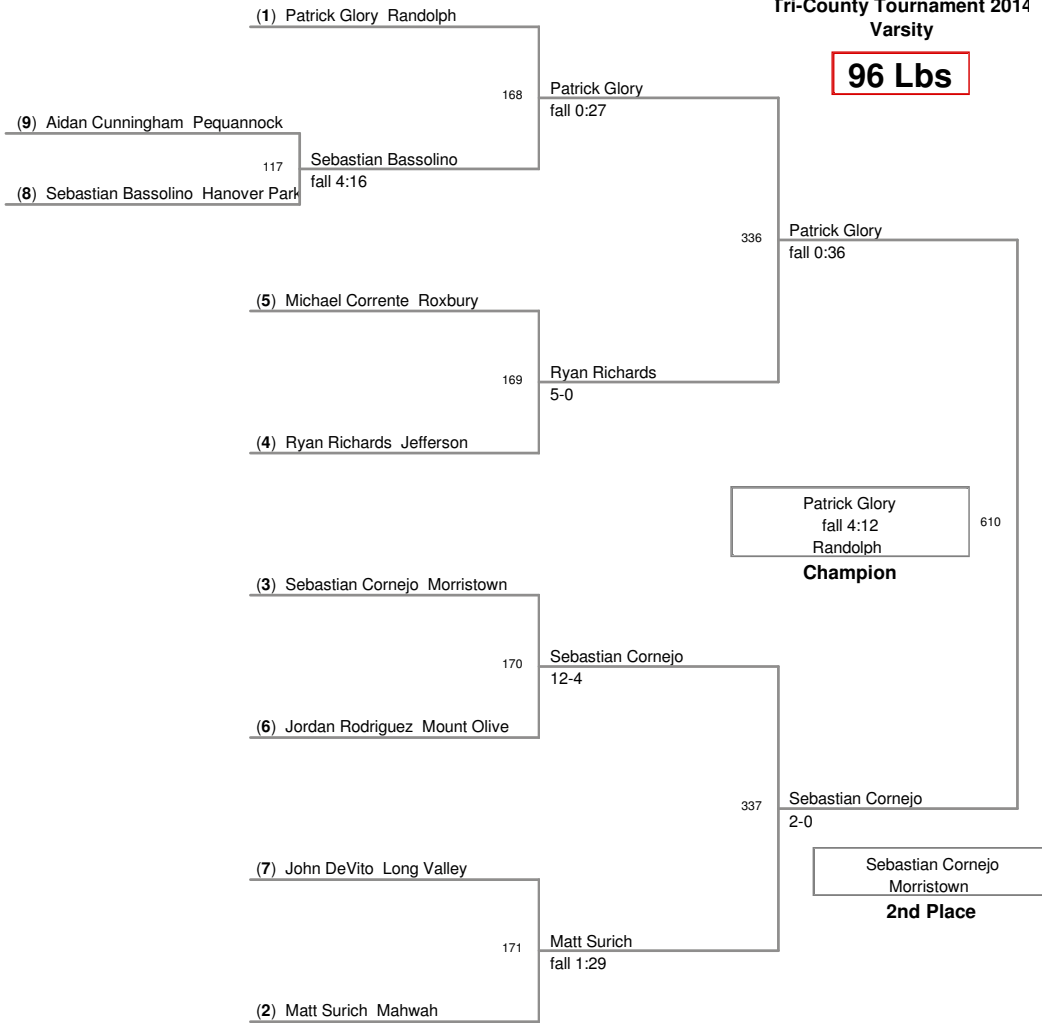 Tri-County Tournament 2014
Varsity
96 Lbs
(1) Patrick Glory Randolph
168
Patrick Glory
fall 0:27
(9) Aidan Cunningham Pequannock
117
Sebastian Bassolino
fall 4:16
(8) Sebastian Bassolino Hanover Park
336
Patrick Glory
fall 0:36
(5) Michael Corrente Roxbury
169
Ryan Richards
5-0
(4) Ryan Richards Jefferson
Patrick Glory
fall 4:12
Randolph
610
Champion
(3) Sebastian Cornejo Morristown
170
Sebastian Cornejo
12-4
(6) Jordan Rodriguez Mount Olive
337
Sebastian Cornejo
2-0
(7) John DeVito Long Valley
Sebastian Cornejo
Morristown
2nd Place
171
Matt Surich
fall 1:29
(2) Matt Surich Mahwah